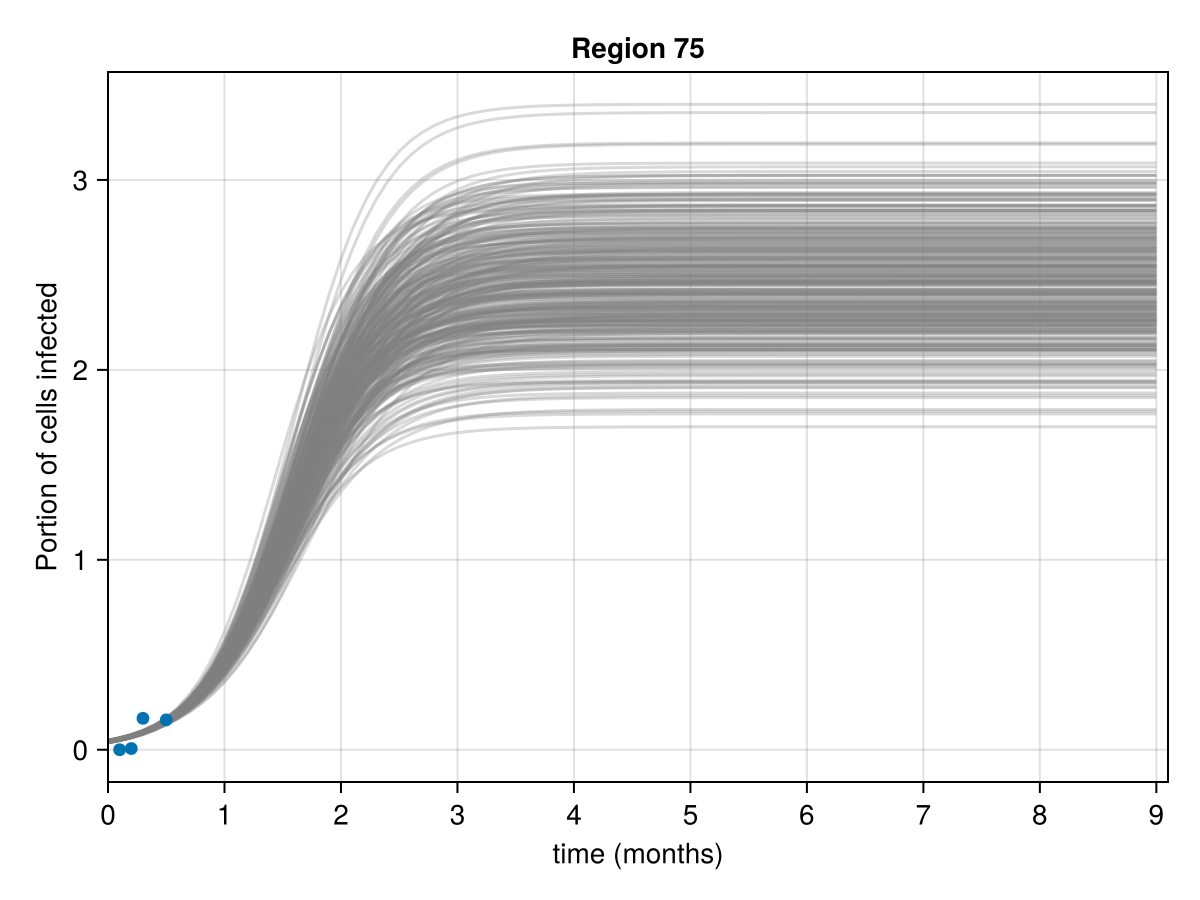 Region 75
Portion of cells infected
3
2
1
0
0 1 2 3 4 5 6 7 8 9
time (months)